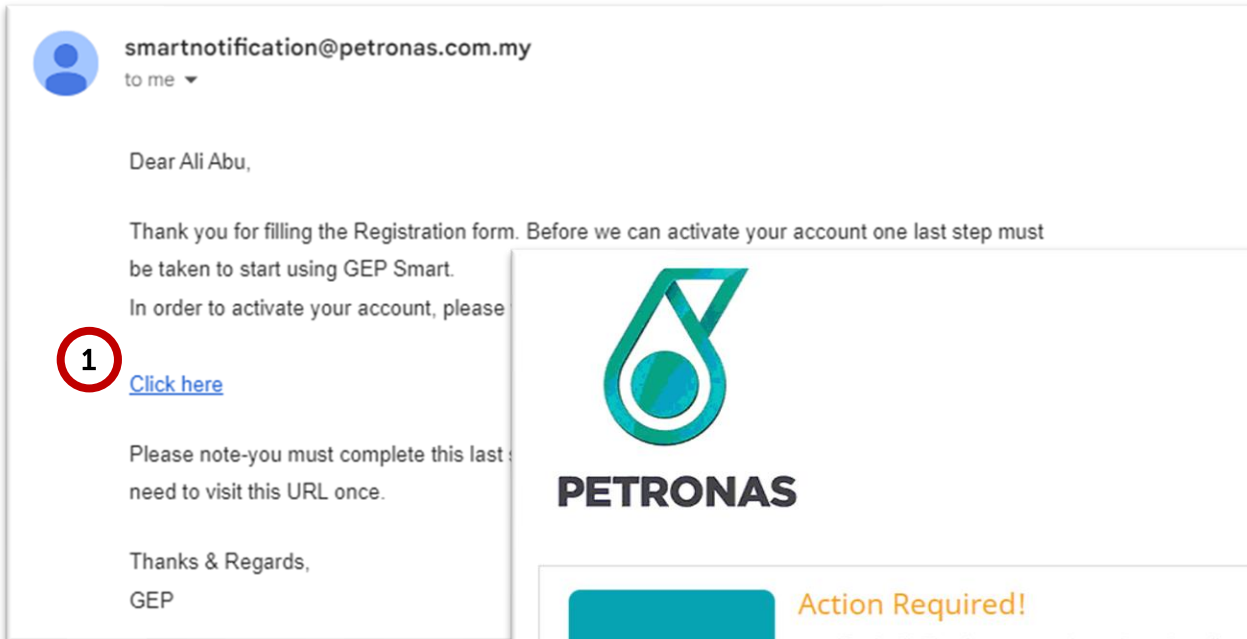 smartnotification@petronas.com.my
to me
Dear Ali Abu,
Thank you for filling the Registration form. Before we can activate your account one last step must
be taken to start using GEP Smart.
In order to activate your account, please
1
Click here
Please note-you must complete this last
need to visit this URL once.
Thanks & Regards,
GEP
PETRONAS
Action Required!